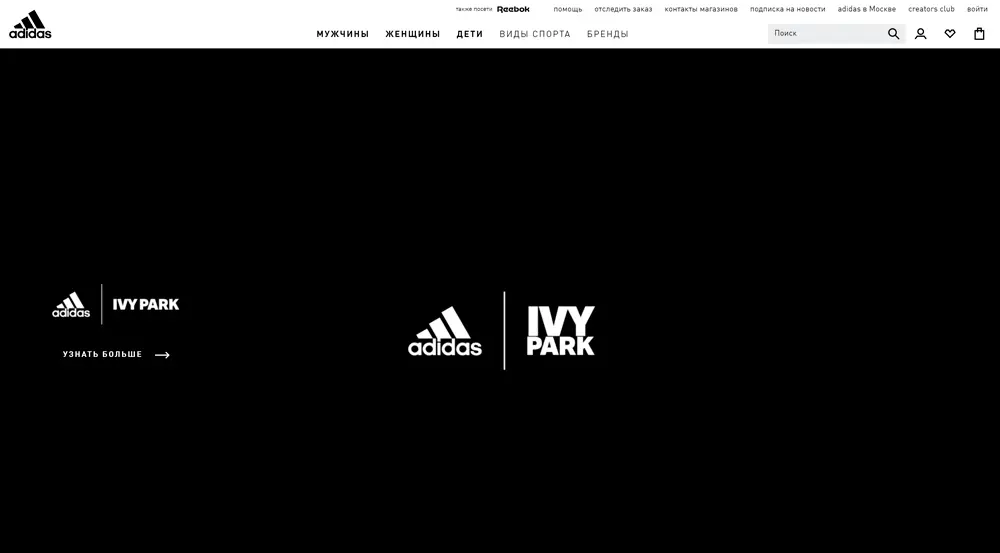 также посети Reebok помощь отследить заказ контакты магазинов подписка на новости adidas в Москве creators club войти
adidas
МУЖЧИНЫ ЖЕНЩИНЫ ДЕТИ ВИДЫ СПОРТА БРЕНДЫ Поиск
adidas IVY PARK
УЗНАТЬ БОЛЬШЕ
adidas IVY
PARK